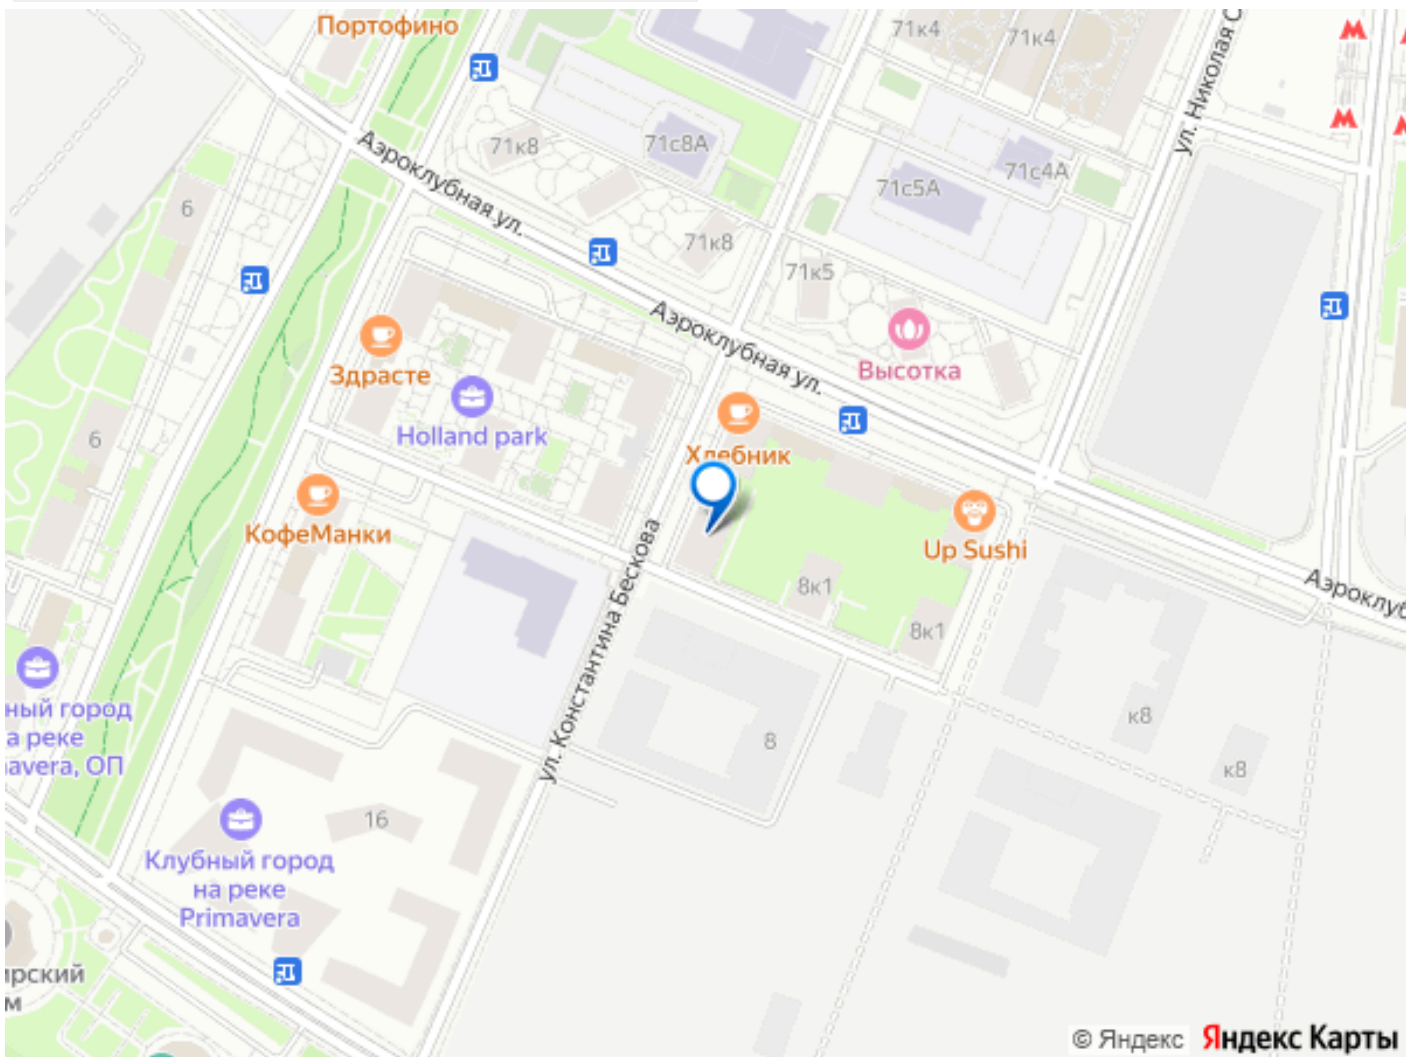 Портофино
71к4
71к4
ул. Николая С
71к8
71с8А
Аэроклубная ул.
71с4А
71с5А
6
71к8
71к5
Аэроклубная ул.
Высотка
Здрасте
Holland park
6
Хлебник
КофеМанки
Up Sushi
ул. Константина Бескова
8к1
8к1
Аэроклуб
ный город
а реке
avera, ОП
к8
8
к8
16
Клубный город
на реке
Primavera
ирский
м
© Яндекс Яндекс Карты